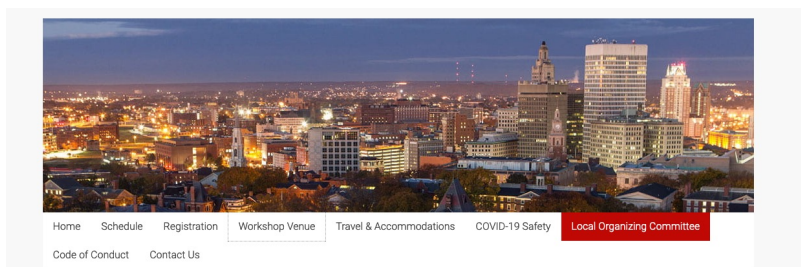 Home Schedule Registration Workshop Venue Travel & Accommodations COVID-19 Safety Local Organizing Committee
Code of Conduct Contact Us